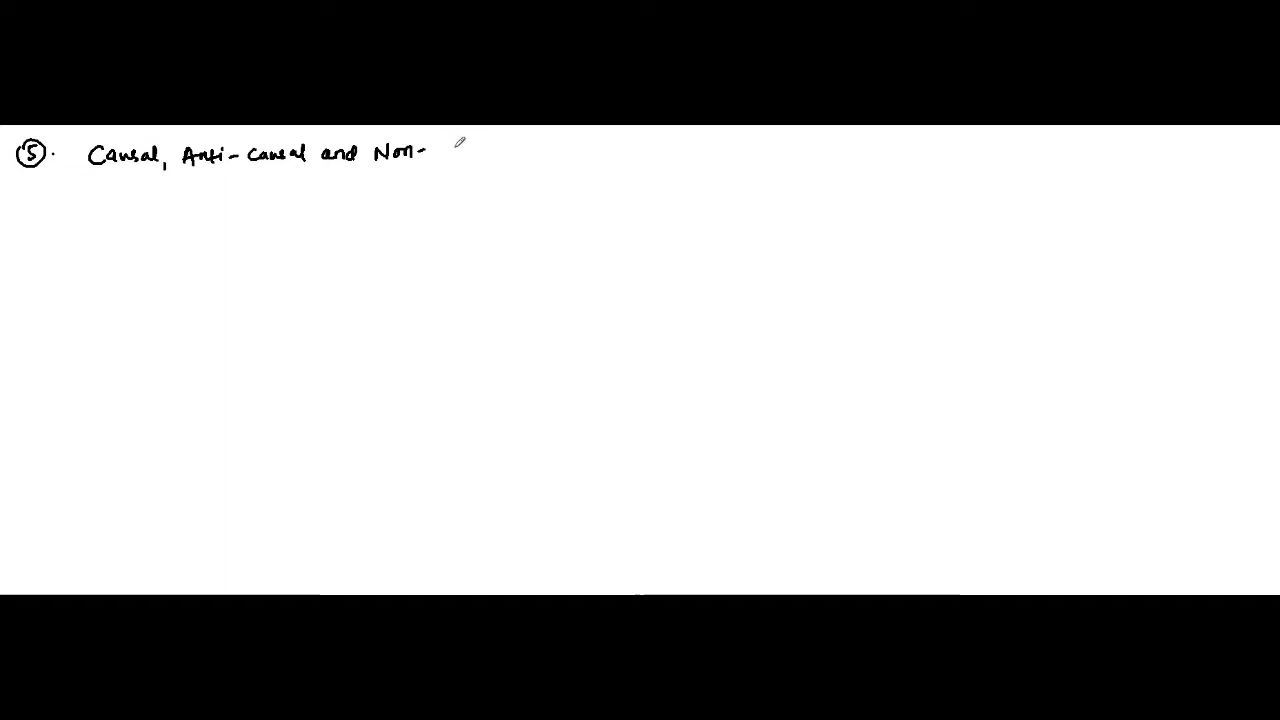 ⑤. Causal, Anti-causal and Non-